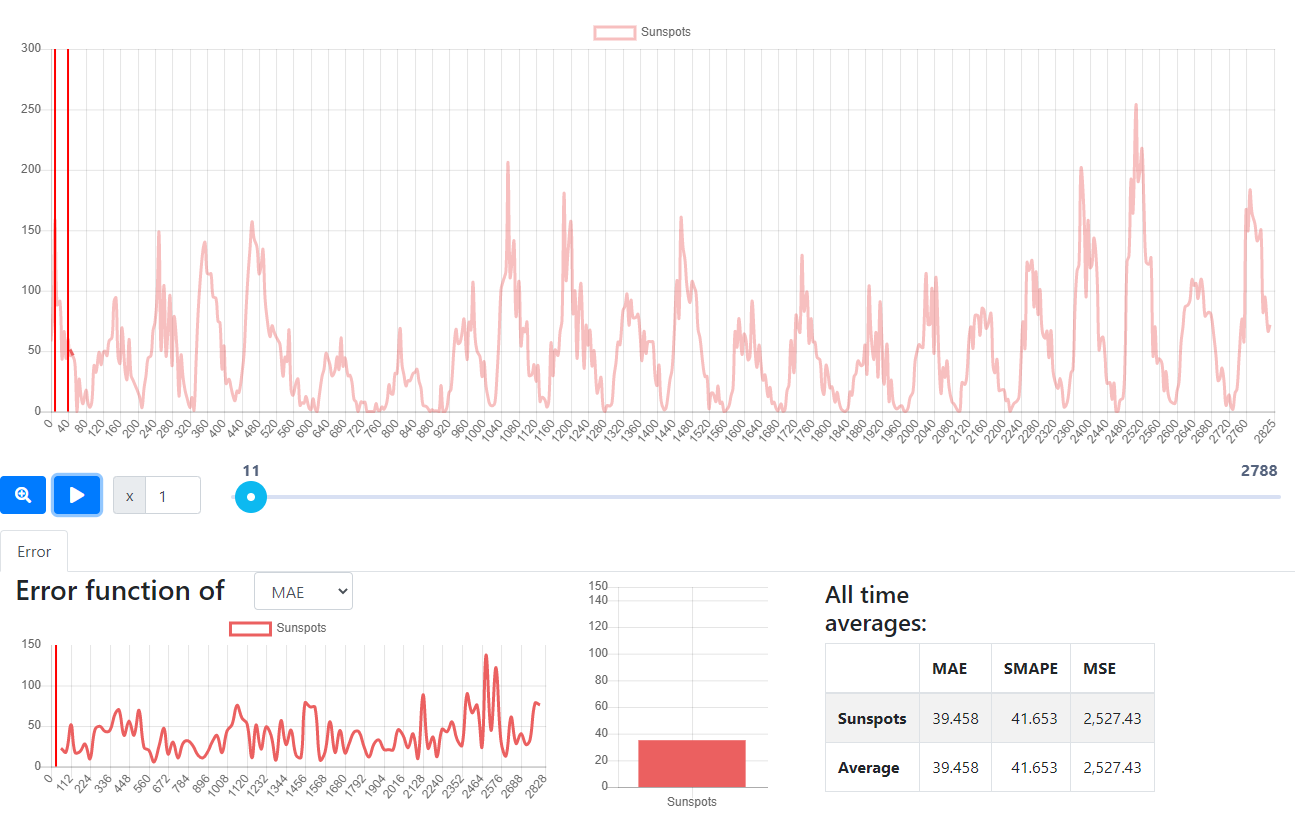 Sunspots
300
250
200
150
100
50
0
0 40 80 120 160 200 240 280 320 360 400 440 480 520 560 600 640 680 720 760 800 840 880 920 960 1000 1040 1080 1120 1160 1200 1240 1280 1320 1360 1400 1440 1480 1520 1560 1600 1640 1680 1720 1760 1800 1840 1880 1920 1960 2000 2040 2080 2120 2160 2200 2240 2280 2320 2360 2400 2440 2480 2520 2560 2600 2640 2680 2720 2760 2825
11 2788
x 1
Error
Error function of MAE
Sunspots
150
100
50
0
0 112 224 336 448 560 672 784 896 1008 1120 1232 1344 1456 1568 1680 1792 1904 2016 2128 2240 2352 2464 2576 2688 2828
150
140
120
100
80
60
40
20
0
Sunspots
All time
averages:
MAE SMAPE MSE
Sunspots 39.458 41.653 2,527.43
Average 39.458 41.653 2,527.43